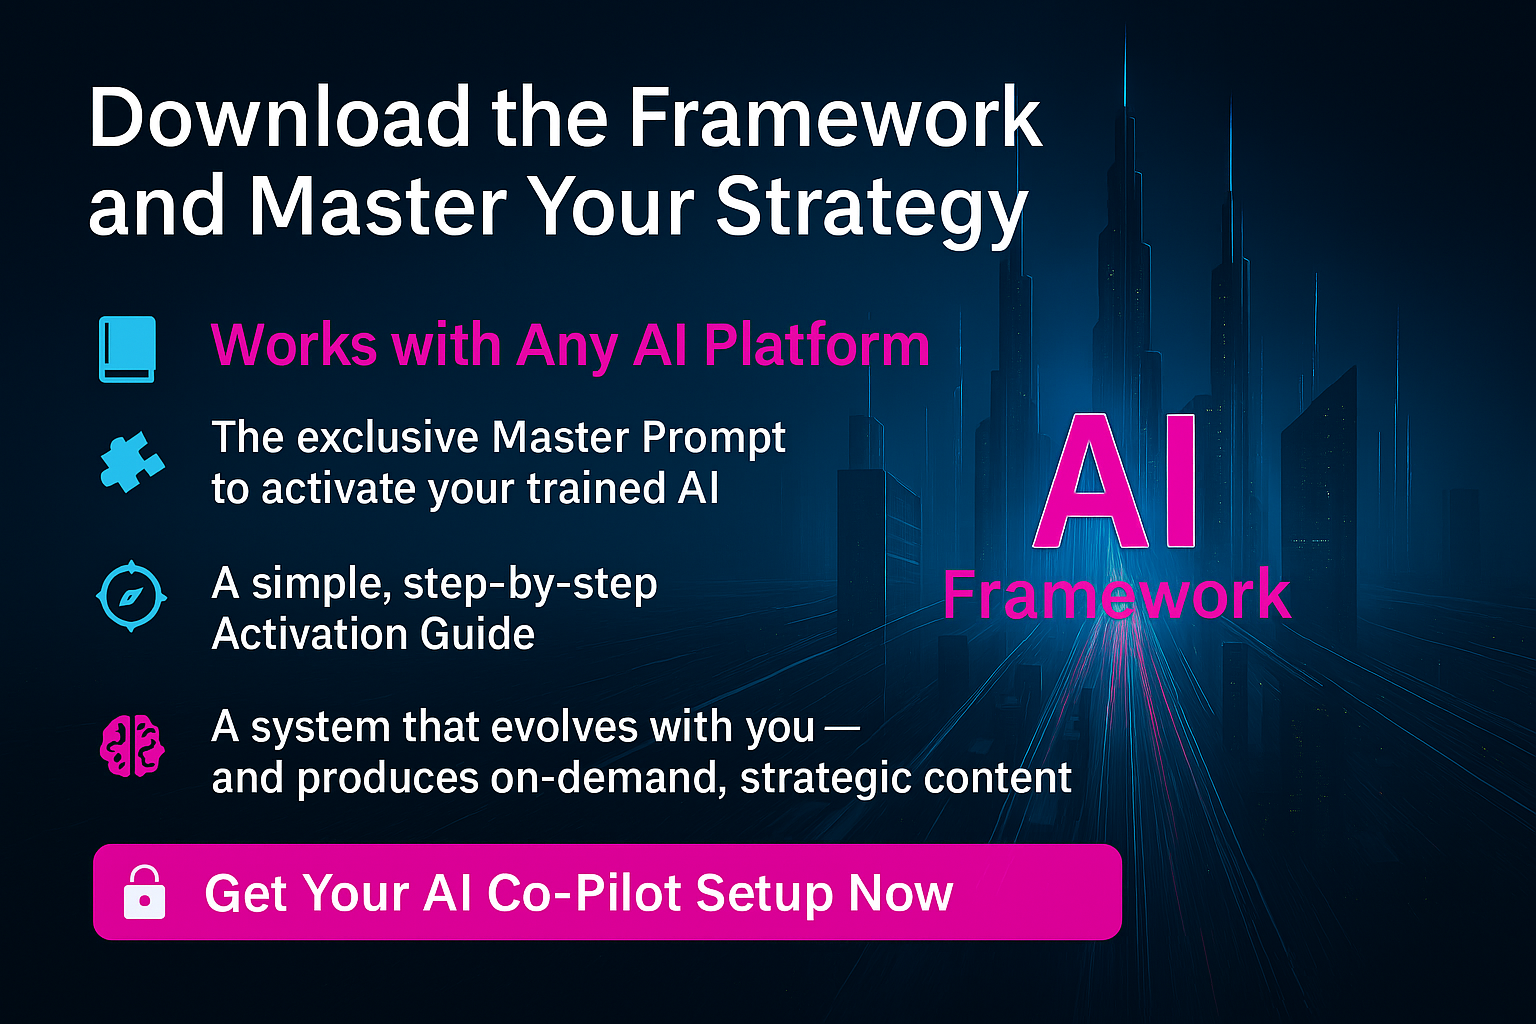 Download the Framework
and Master Your Strategy
Works with Any AI Platform
The exclusive Master Prompt
to activate your trained AI
A simple, step-by-step
Activation Guide
A system that evolves with you —
and produces on-demand, strategic content
Get Your AI Co-Pilot Setup Now
AI
Framework